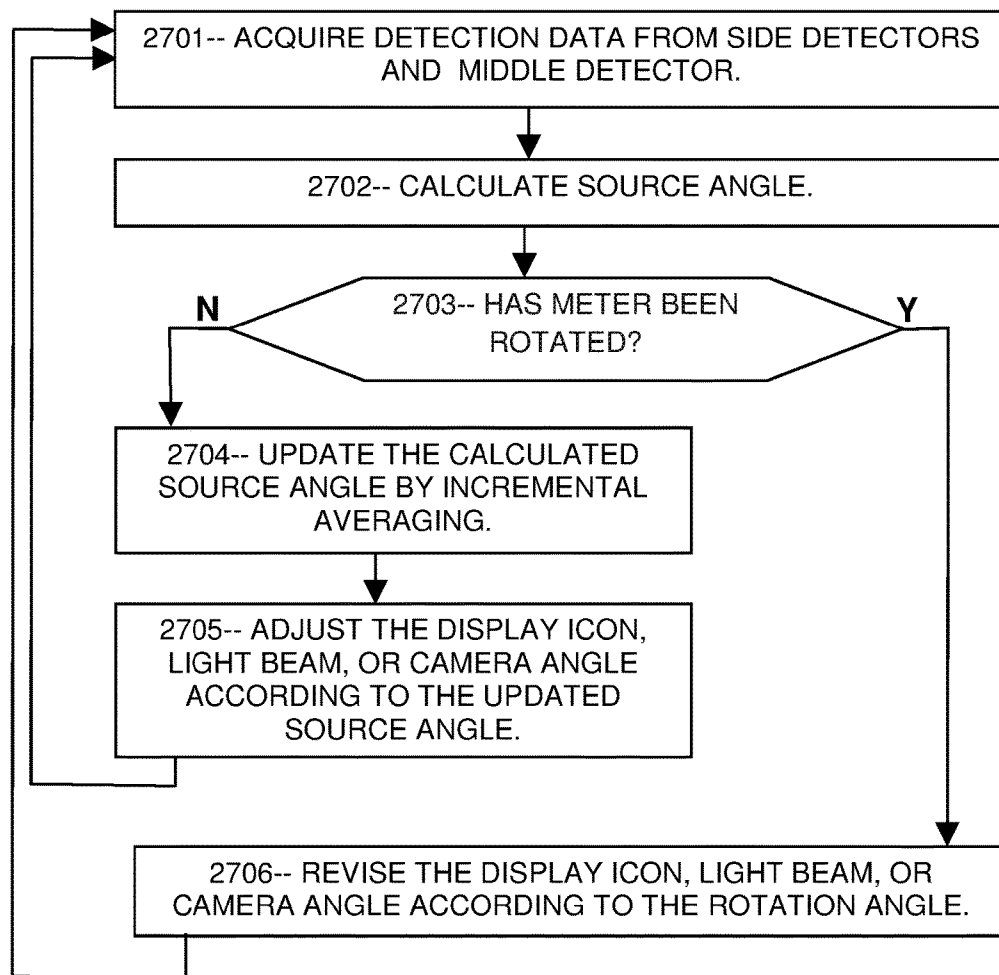 2701-- ACQUIRE DETECTION DATA FROM SIDE DETECTORS
AND MIDDLE DETECTOR.
2702-- CALCULATE SOURCE ANGLE.
2703-- HAS METER BEEN
ROTATED?
N
Y
2704-- UPDATE THE CALCULATED
SOURCE ANGLE BY INCREMENTAL
AVERAGING.
2705-- ADJUST THE DISPLAY ICON,
LIGHT BEAM, OR CAMERA ANGLE
ACCORDING TO THE UPDATED
SOURCE ANGLE.
2706-- REVISE THE DISPLAY ICON, LIGHT BEAM, OR
CAMERA ANGLE ACCORDING TO THE ROTATION ANGLE.